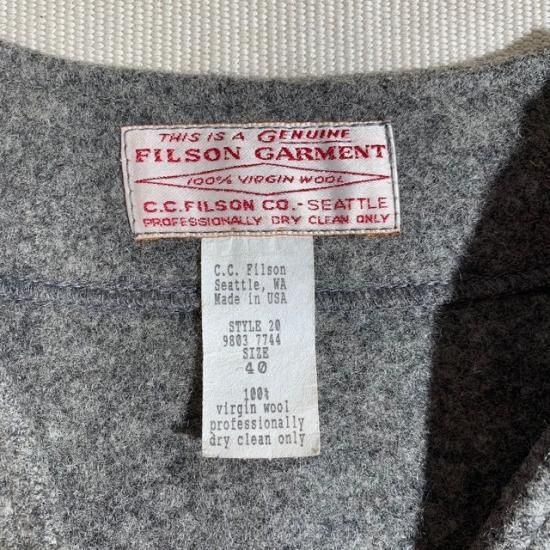 THIS IS A GENUINE
FILSON GARMENT
100% VIRGIN WOOL
C.C.FILSON CO.-SEATTLE
PROFESSIONALLY DRY CLEAN ONLY
C.C. Filson
Seattle, WA
Made in USA
STYLE 20
9803 7744
SIZE
40
100%
virgin wool
professionally
dry clean only